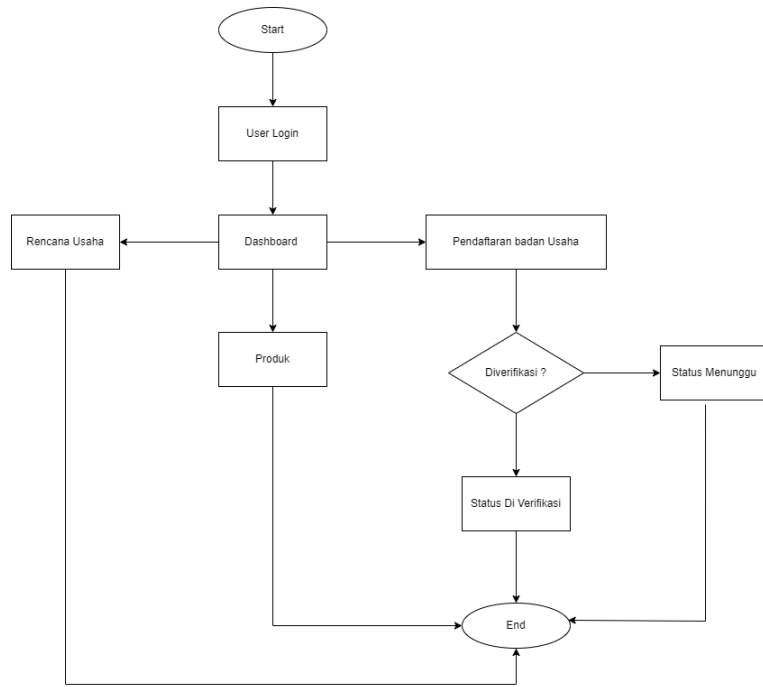 Start
User Login
Rencana Usaha
Dashboard
Pendaftaran badan Usaha
Produk
Diverifikasi ?
Status Menunggu
Status Di Verifikasi
End